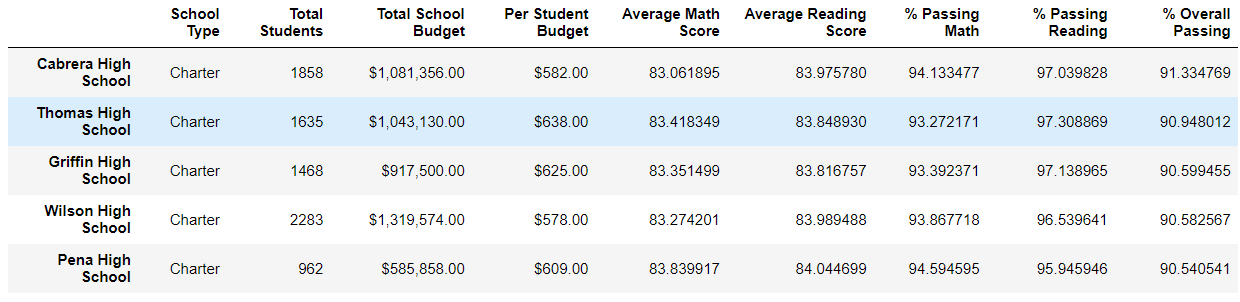 School Type Total Students Total School Budget Per Student Budget Average Math Score Average Reading Score % Passing Math % Passing Reading % Overall Passing
Cabrera High School Charter 1858 $1,081,356.00 $582.00 83.061895 83.975780 94.133477 97.039828 91.334769
Thomas High School Charter 1635 $1,043,130.00 $638.00 83.418349 83.848930 93.272171 97.308869 90.948012
Griffin High School Charter 1468 $917,500.00 $625.00 83.351499 83.816757 93.392371 97.138965 90.599455
Wilson High School Charter 2283 $1,319,574.00 $578.00 83.274201 83.989488 93.867718 96.539641 90.582567
Pena High School Charter 962 $585,858.00 $609.00 83.839917 84.044699 94.594595 95.945946 90.540541